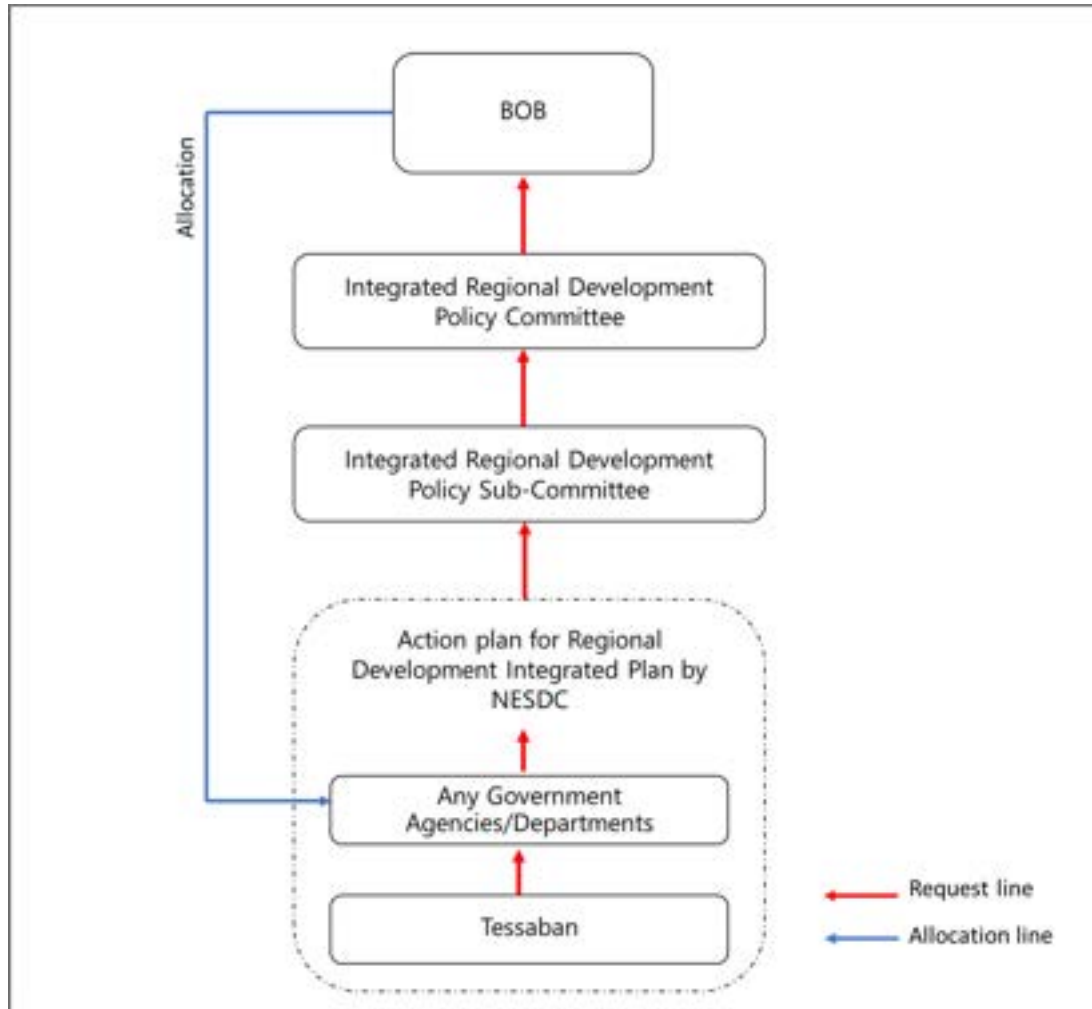 BOB
Allocation
Integrated Regional Development
Policy Committee
Integrated Regional Development
Policy Sub-Committee
Action plan for Regional
Development Integrated Plan by
NESDC
Any Government
Agencies/Departments
Tessaban
Request line
Allocation line